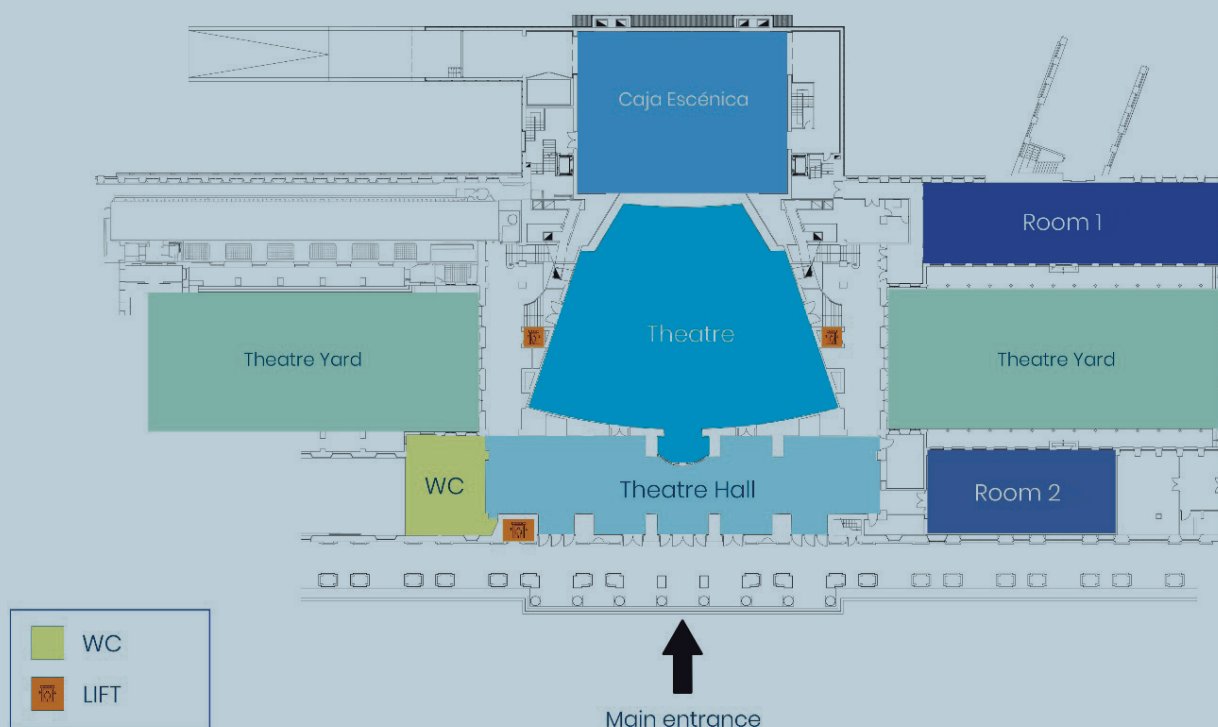 Caja Escénica
Room 1
Theatre
Theatre Yard
Theatre Yard
WC
Theatre Hall
Room 2
WC
LIFT
Main entrance